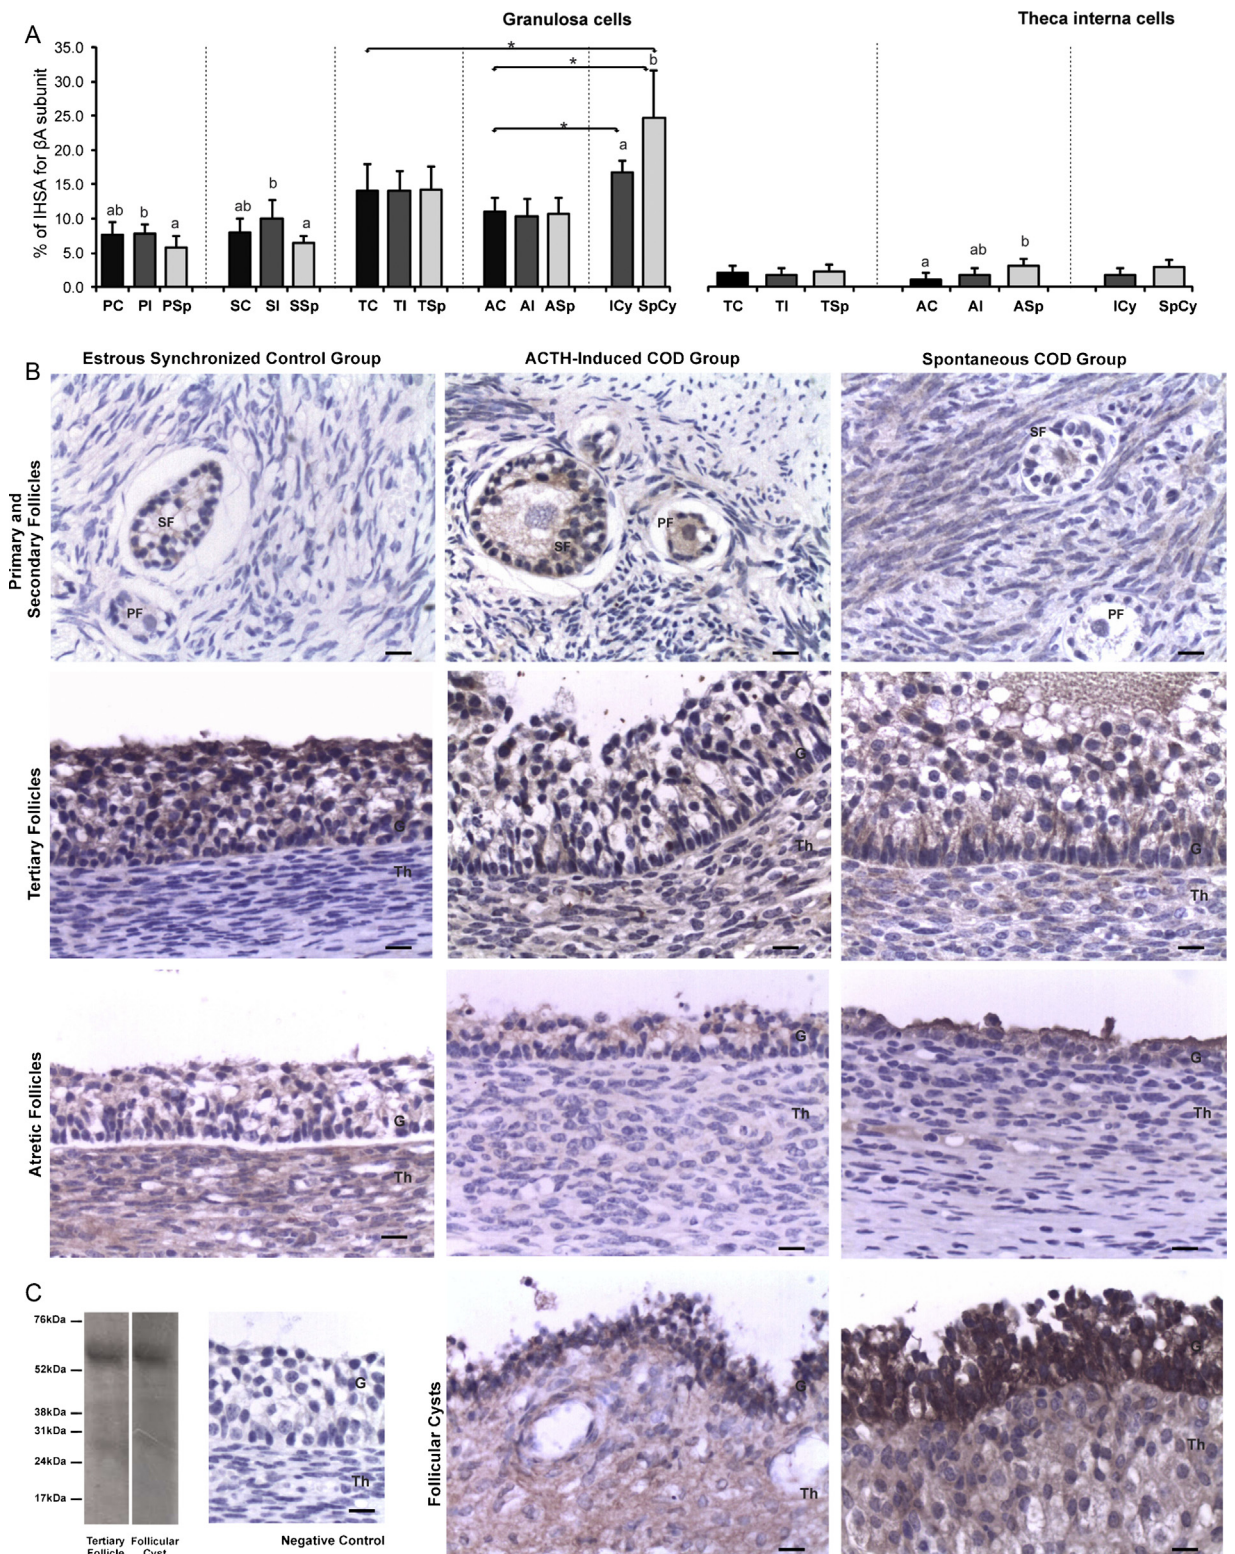 A
Granulosa cells
Theca interna cells
% of IHSA for βA subunit
35.0
30.0
25.0
20.0
15.0
10.0
5.0
0.0
*
*
*
ab
b
a
ab
b
a
a
b
a
ab
b
PC PI PSp SC SI SSp TC TI TSp AC AI ASp ICy SpCy
TC TI TSp AC AI ASp ICy SpCy
B
Estrous Synchronized Control Group
ACTH-Induced COD Group
Spontaneous COD Group
Primary and
Secondary Follicles
SF
PF
SF
PF
SF
PF
Tertiary Follicles
G
Th
G
Th
G
Th
Atretic Follicles
G
Th
G
Th
G
Th
C
76kDa
52kDa
38kDa
31kDa
24kDa
17kDa
Tertiary
Follicle
Follicular
Cyst
G
Th
Negative Control
Follicular Cysts
G
Th
G
Th